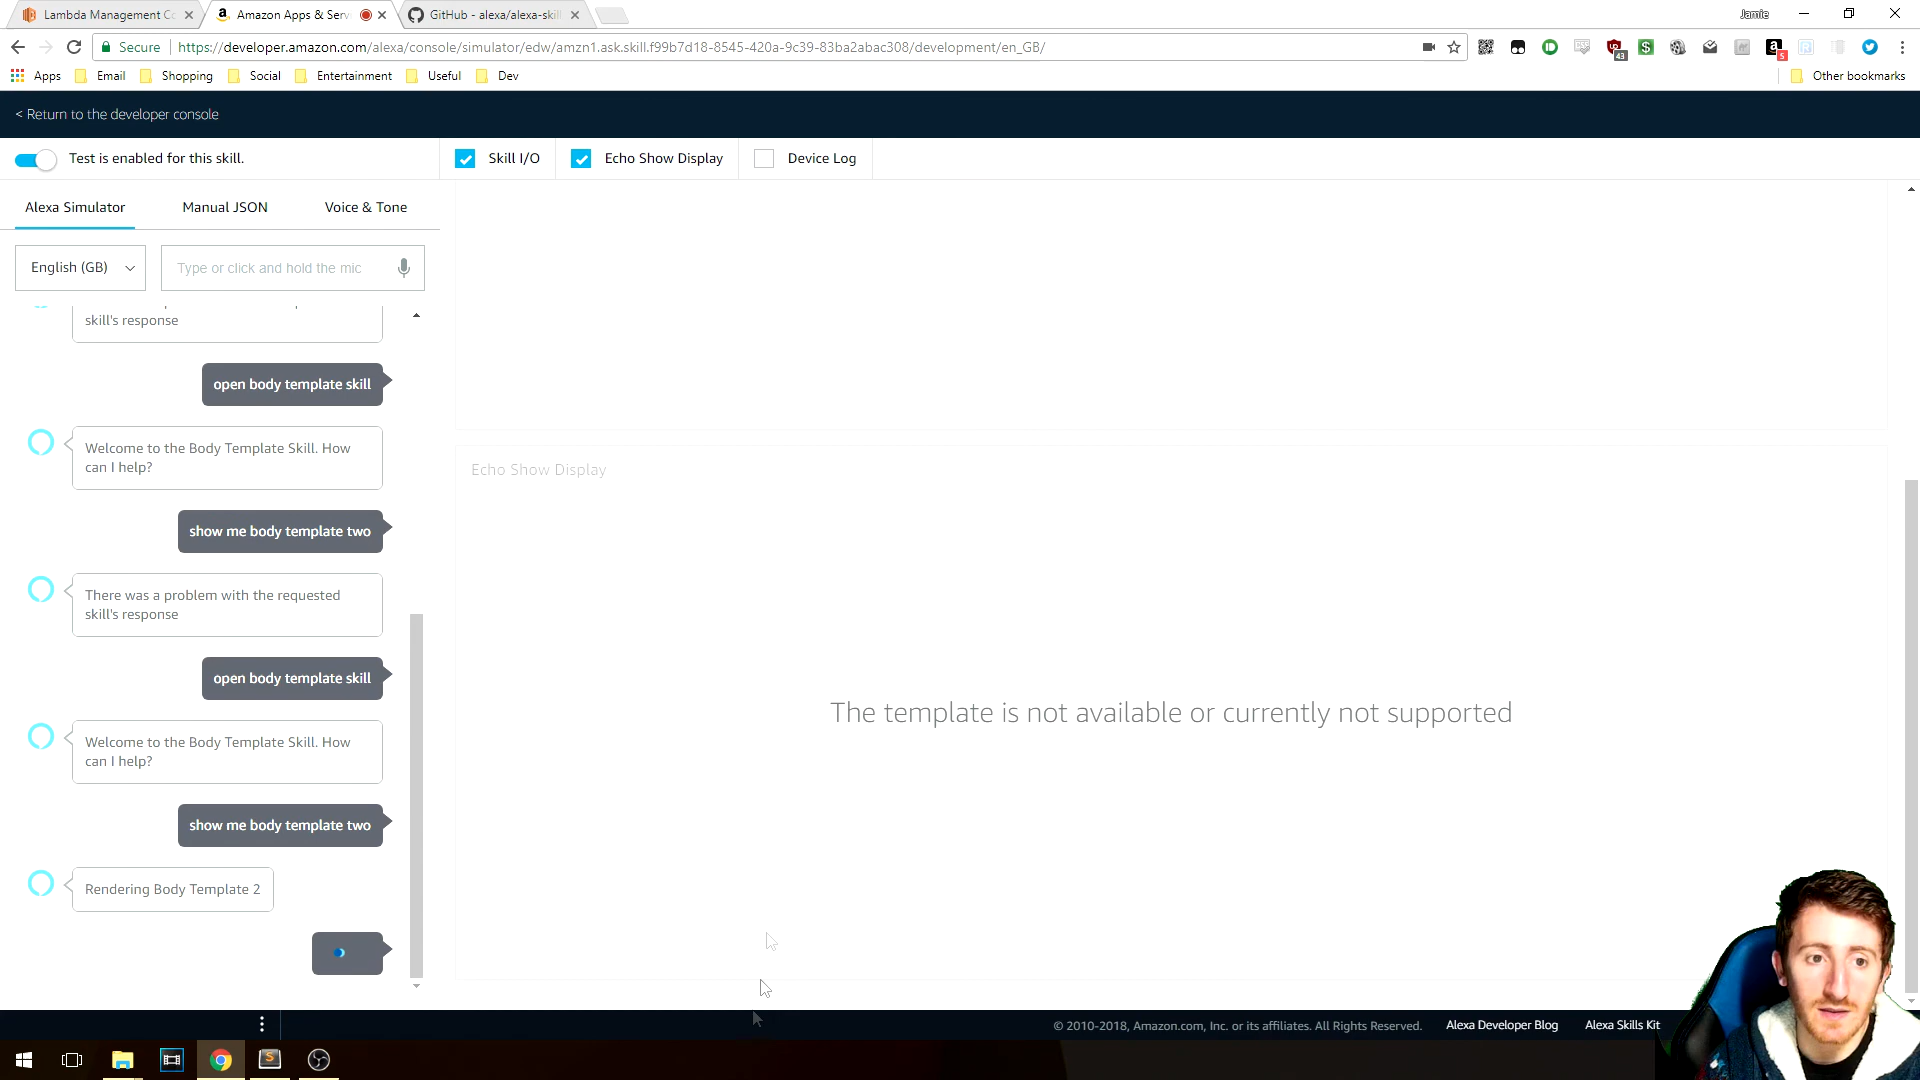 Lambda Management Co
Amazon Apps & Serv
GitHub - alexa/alexa-skil
Jamie
Secure
https://developer.amazon.com/alexa/console/simulator/edw/amzn1.ask.skill.f99b7d18-8545-420a-9c39-83ba2abac308/development/en_GB/
43
5
Apps
Email
Shopping
Social
Entertainment
Useful
Dev
Other bookmarks
< Return to the developer console
Test is enabled for this skill.
Skill I/O
Echo Show Display
Device Log
Alexa Simulator
Manual JSON
Voice & Tone
English (GB)
Type or click and hold the mic
skill's response
open body template skill
Welcome to the Body Template Skill. How
can I help?
show me body template two
There was a problem with the requested
skill's response
open body template skill
Welcome to the Body Template Skill. How
can I help?
show me body template two
Rendering Body Template 2
Echo Show Display
The template is not available or currently not supported
© 2010-2018, Amazon.com, Inc. or its affiliates. All Rights Reserved.
Alexa Developer Blog
Alexa Skills Kit